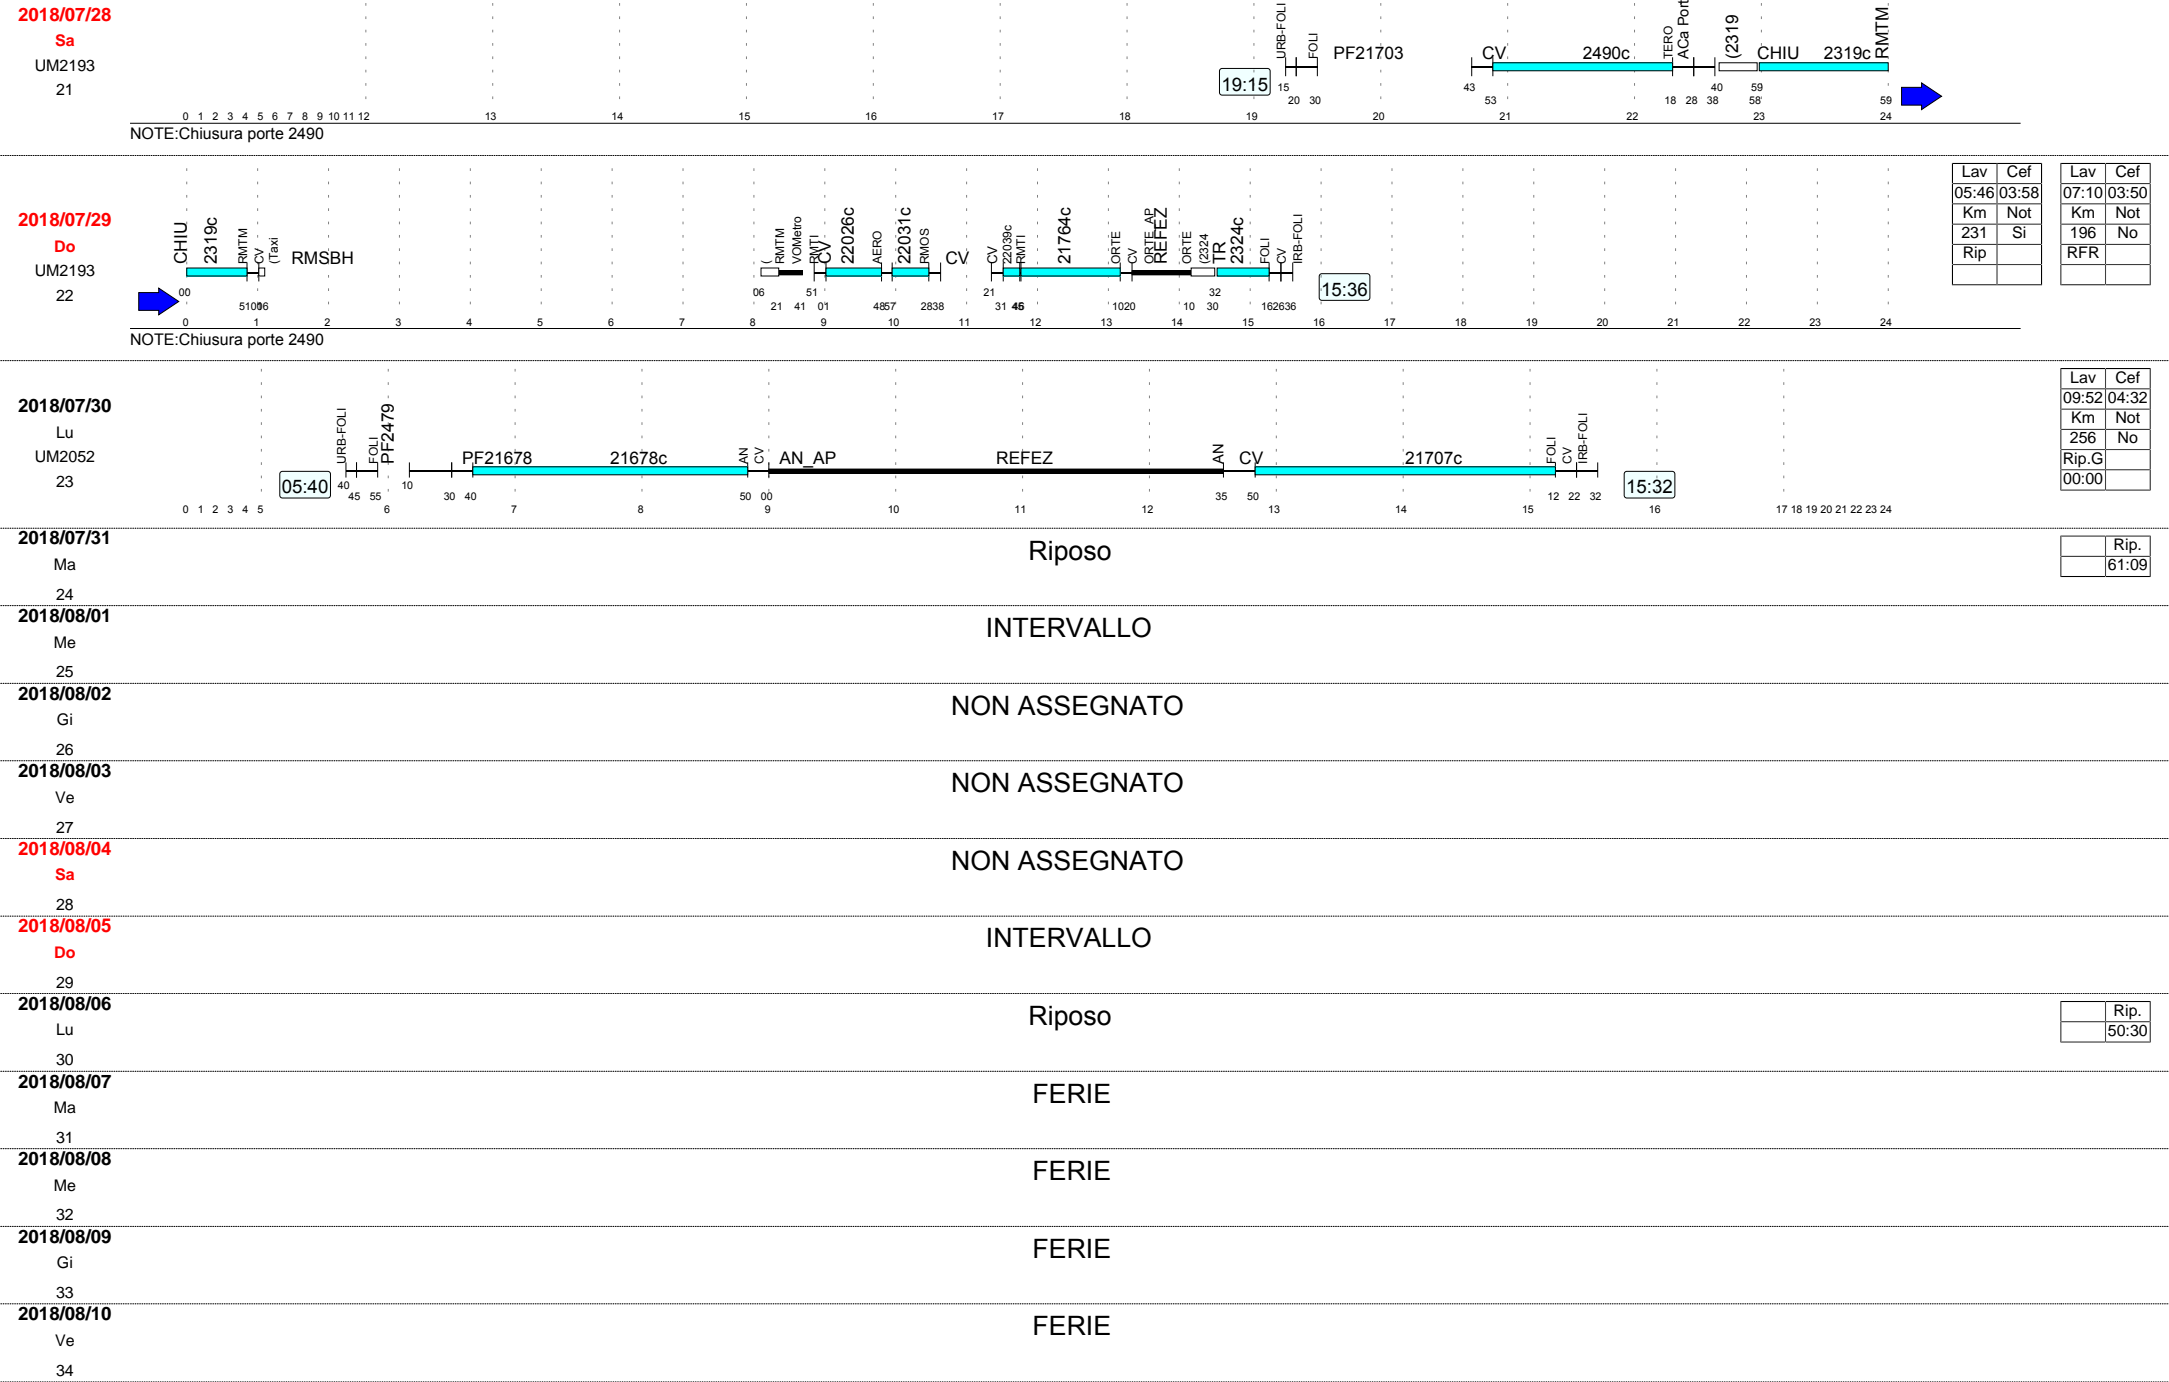 2018/07/28
Sa
UM2193
21
19:15
URB-FOLI
FOLI
PF21703
CV
2490c
TERO
ACa Port
(2319
CHIU
2319c
RMTM
15 20 30 43 53 18 28 38 40 58 59 59
0 1 2 3 4 5 6 7 8 9 10 11 12 13 14 15 16 17 18 19 20 21 22 23 24
NOTE:Chiusura porte 2490
2018/07/29
Do
UM2193
22
CHIU
2319c
RMTM
CV
(Taxi
RMSBH
(
RMTM
VOMetro
RMTI
CV
22026c
AERO
22031c
RMOS
CV
CV
22039c
RMTI
21764c
ORTE
CV
ORTE_AP
REFEZ
ORTE
(2324
TR
2324c
FOLI
CV
IRB-FOLI
15:36
00 51 01 06 06 21 41 51 01 48 57 28 38 21 31 45 46 10 20 10 30 32 16 26 36
0 1 2 3 4 5 6 7 8 9 10 11 12 13 14 15 16 17 18 19 20 21 22 23 24
NOTE:Chiusura porte 2490
Lav Cef
05:46 03:58
Km Not
231 Si
Rip
Lav Cef
07:10 03:50
Km Not
196 No
RFR
2018/07/30
Lu
UM2052
23
05:40
URB-FOLI
FOLI
PF2479
PF21678
21678c
AN
CV
AN_AP
REFEZ
AN
CV
21707c
FOLI
CV
IRB-FOLI
15:32
40 45 55 10 30 40 50 00 35 50 12 22 32
0 1 2 3 4 5 6 7 8 9 10 11 12 13 14 15 16 17 18 19 20 21 22 23 24
Lav Cef
09:52 04:32
Km Not
256 No
Rip.G
00:00
2018/07/31
Ma
24
Riposo
Rip.
61:09
2018/08/01
Me
25
INTERVALLO
2018/08/02
Gi
26
NON ASSEGNATO
2018/08/03
Ve
27
NON ASSEGNATO
2018/08/04
Sa
28
NON ASSEGNATO
2018/08/05
Do
29
INTERVALLO
2018/08/06
Lu
30
Riposo
Rip.
50:30
2018/08/07
Ma
31
FERIE
2018/08/08
Me
32
FERIE
2018/08/09
Gi
33
FERIE
2018/08/10
Ve
34
FERIE